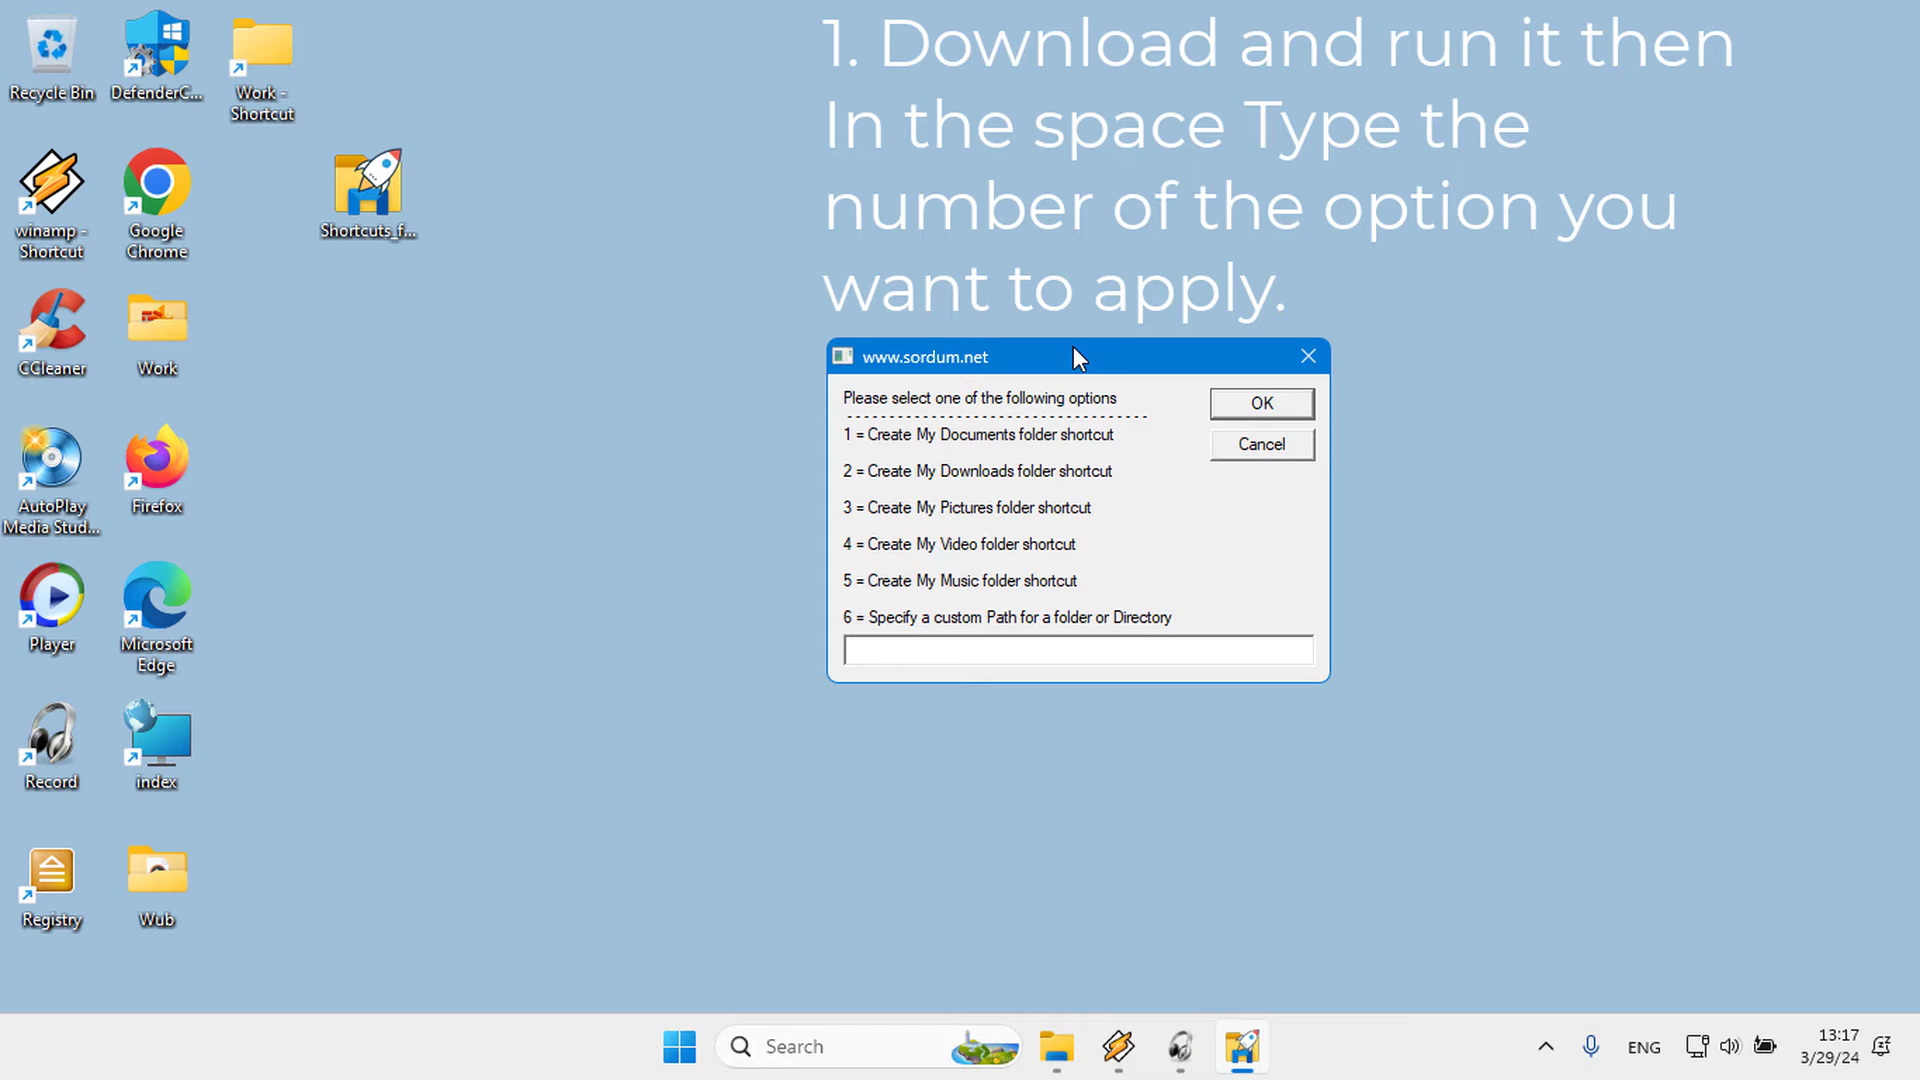 1. Download and run it then
In the space Type the
number of the option you
want to apply.
Recycle Bin
DefenderC...
Work -
Shortcut
winamp -
Shortcut
Google
Chrome
Shortcuts_f...
CCleaner
Work
AutoPlay
Media Stud...
Firefox
Player
Microsoft
Edge
Record
index
Registry
Wub
www.sordum.net
Please select one of the following options
- - - - - - - - - - - - - - - - - - - - - - - - - - - - - - - - - -
1 = Create My Documents folder shortcut
2 = Create My Downloads folder shortcut
3 = Create My Pictures folder shortcut
4 = Create My Video folder shortcut
5 = Create My Music folder shortcut
6 = Specify a custom Path for a folder or Directory
OK
Cancel
Search
ENG
13:17
3/29/24